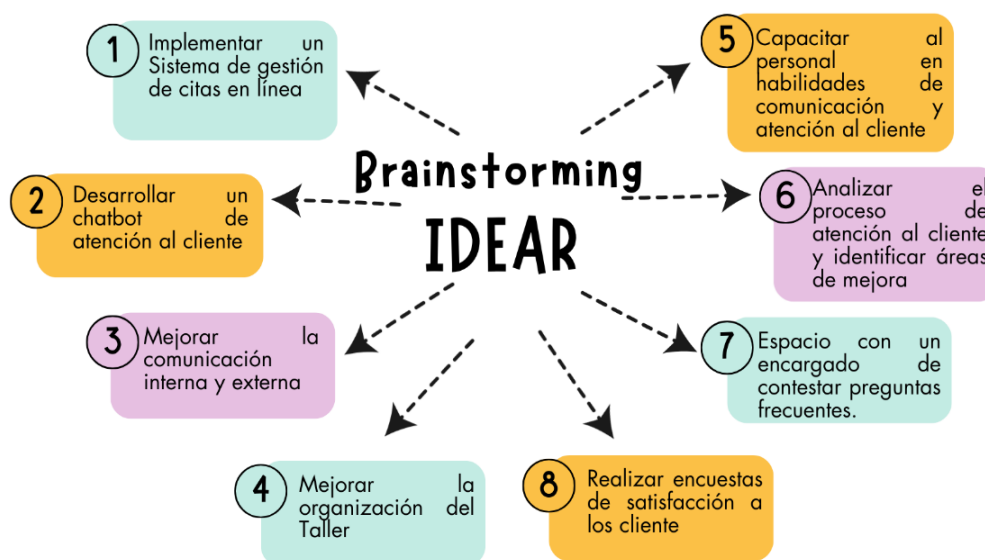 Brainstorming
IDEAR
1
Implementar un
Sistema de gestión
de citas en línea
2
Desarrollar un
chatbot de
atención al cliente
3
Mejorar la
comunicación
interna y externa
4
Mejorar la
organización del
Taller
5
Capacitar al
personal en
habilidades de
comunicación y
atención al cliente
6
Analizar el
proceso de
atención al cliente
y identificar áreas
de mejora
7
Espacio con un
encargado de
contestar preguntas
frecuentes.
8
Realizar encuestas
de satisfacción a
los cliente